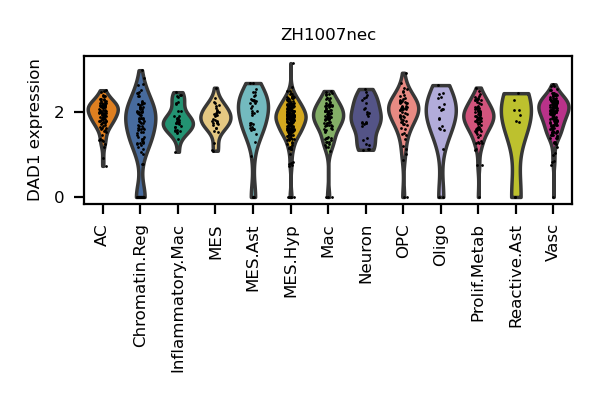 ZH1007nec
DAD1 expression
2
0
AC
Chromatin.Reg
Inflammatory.Mac
MES
MES.Ast
MES.Hyp
Mac
Neuron
OPC
Oligo
Prolif.Metab
Reactive.Ast
Vasc